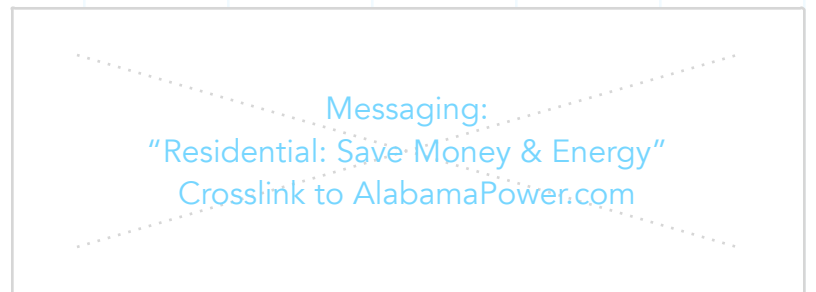 Messaging:
“Residential: Save Money & Energy”
Crosslink to AlabamaPower.com